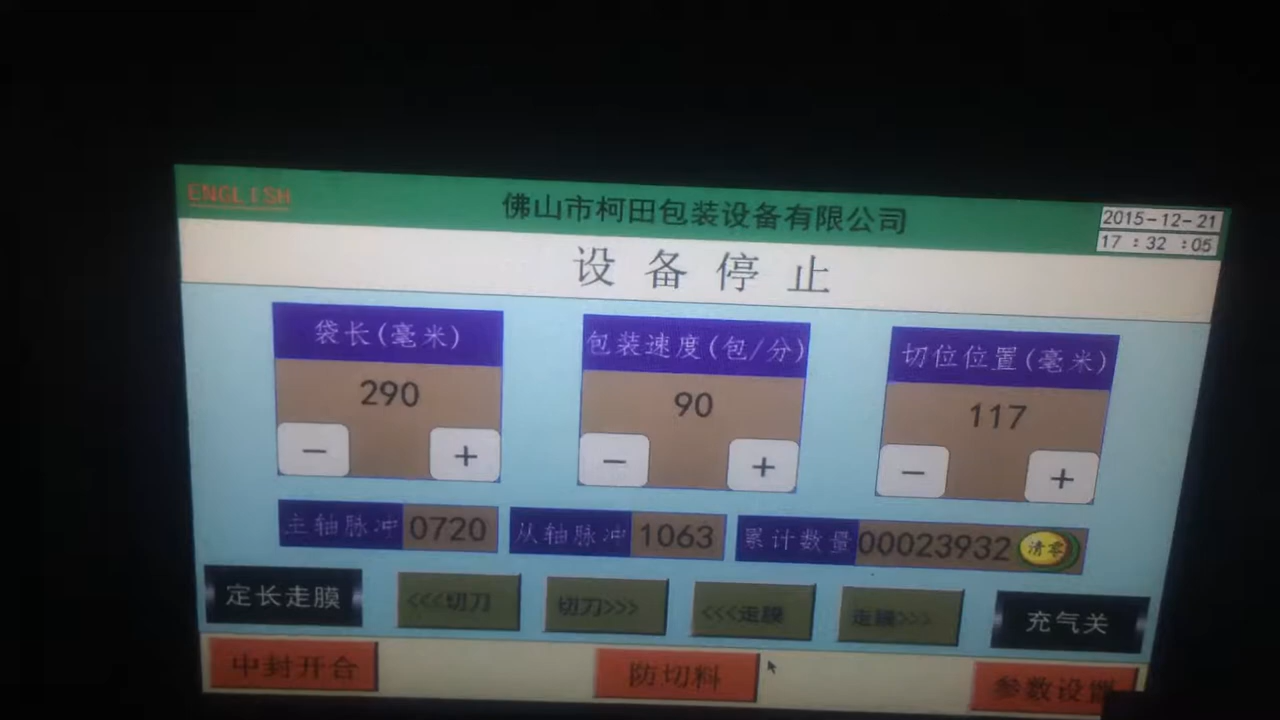 ENGLISH
佛山市柯田包装设备有限公司
2015-12-21
17 : 32 : 05
设备停止
袋长(毫米)
包装速度(包/分)
切位位置(毫米)
290
90
117
− +
− +
− +
主轴脉冲 0720
从轴脉冲 1063
累计数量 00023932 清零
定长走膜
<<<切刀
切刀>>>
<<<走膜
走膜>>>
充气关
中封开合
防切料
参数设置